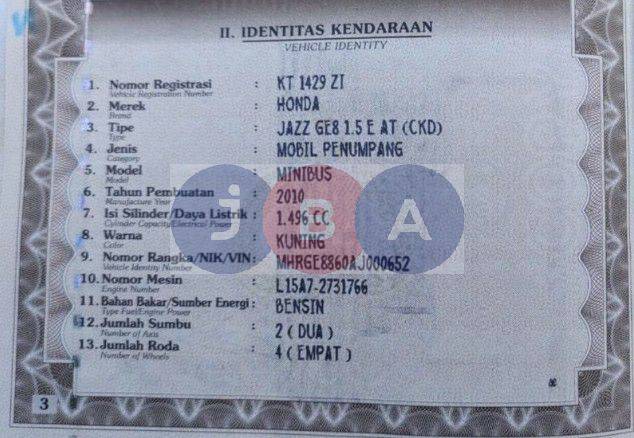 II. IDENTITAS KENDARAAN
VEHICLE IDENTITY
1. Nomor Registrasi : KT 1429 ZI
Vehicle Registration Number
2. Merek : HONDA
Brand
3. Tipe : JAZZ GE8 1.5 E AT (CKD)
Type
4. Jenis : MOBIL PENUMPANG
Category
5. Model : MINIBUS
Model
6. Tahun Pembuatan : 2010
Manufacture Year
7. Isi Silinder/Daya Listrik : 1.496 CC
Cylinder Capacity/Electrical Power
8. Warna : KUNING
Color
9. Nomor Rangka/NIK/VIN : MHRGE8860AJ000652
Vehicle Identity Number
10. Nomor Mesin : L15A7-2731766
Engine Number
11. Bahan Bakar/Sumber Energi : BENSIN
Type Fuel/Engine Power
12. Jumlah Sumbu : 2 ( DUA )
Number of Axis
13. Jumlah Roda : 4 ( EMPAT )
Number of Wheels
3
jBA